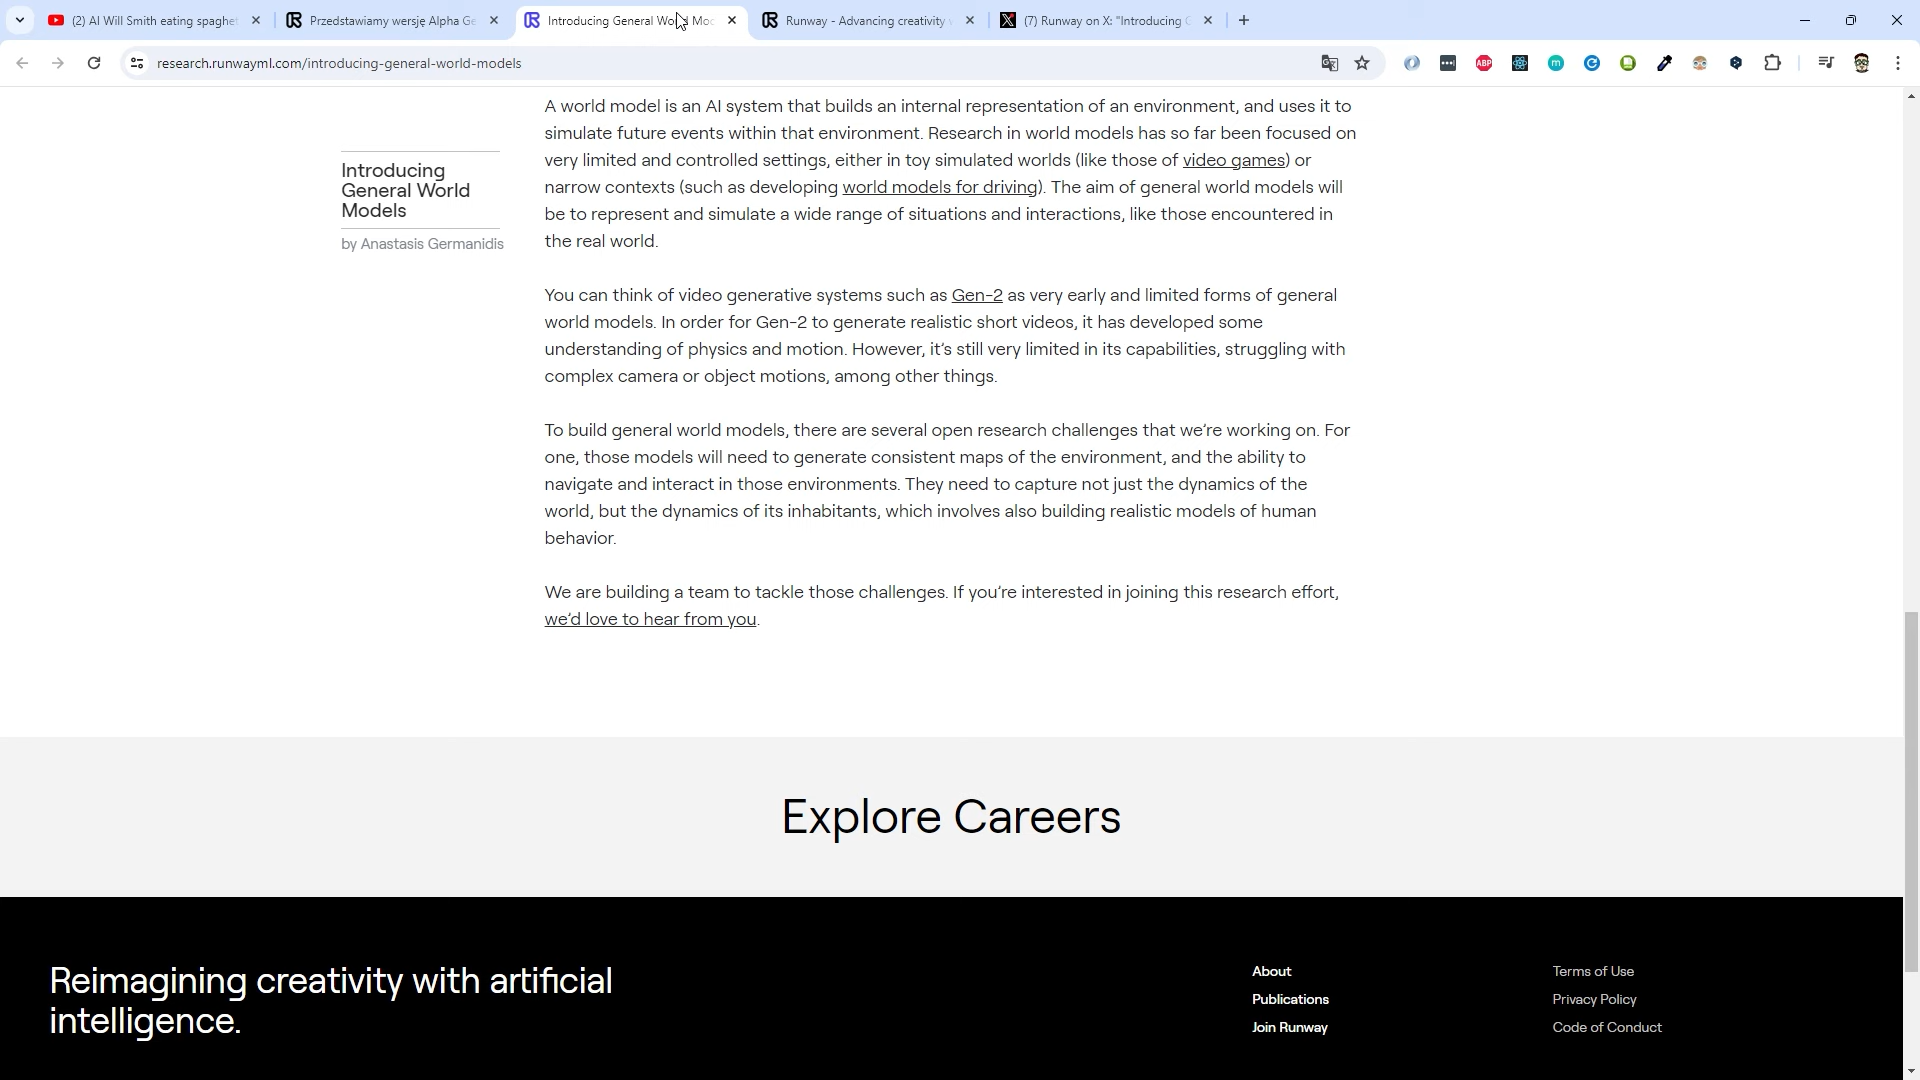 (2) AI Will Smith eating spaghet
Przedstawiamy wersję Alpha Ge
Introducing General World Moc
Runway - Advancing creativity
(7) Runway on X: "Introducing G
research.runwayml.com/introducing-general-world-models
ABP
A world model is an AI system that builds an internal representation of an environment, and uses it to
simulate future events within that environment. Research in world models has so far been focused on
very limited and controlled settings, either in toy simulated worlds (like those of video games) or
narrow contexts (such as developing world models for driving). The aim of general world models will
be to represent and simulate a wide range of situations and interactions, like those encountered in
the real world.
Introducing
General World
Models
by Anastasis Germanidis
You can think of video generative systems such as Gen-2 as very early and limited forms of general
world models. In order for Gen-2 to generate realistic short videos, it has developed some
understanding of physics and motion. However, it’s still very limited in its capabilities, struggling with
complex camera or object motions, among other things.
To build general world models, there are several open research challenges that we’re working on. For
one, those models will need to generate consistent maps of the environment, and the ability to
navigate and interact in those environments. They need to capture not just the dynamics of the
world, but the dynamics of its inhabitants, which involves also building realistic models of human
behavior.
We are building a team to tackle those challenges. If you’re interested in joining this research effort,
we’d love to hear from you.
Explore Careers
Reimagining creativity with artificial
intelligence.
About
Publications
Join Runway
Terms of Use
Privacy Policy
Code of Conduct